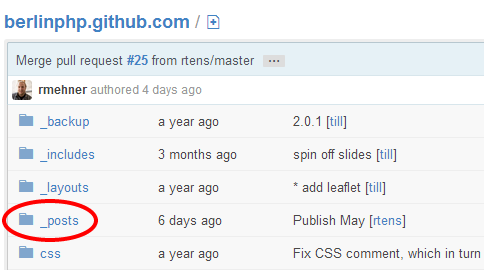 berlinphp.github.com /
Merge pull request #25 from rtens/master ...
rmehner authored 4 days ago
_backup a year ago 2.0.1 [till]
_includes 3 months ago spin off slides [till]
_layouts a year ago * add leaflet [till]
_posts 6 days ago Publish May [rtens]
css a year ago Fix CSS comment, which in turn